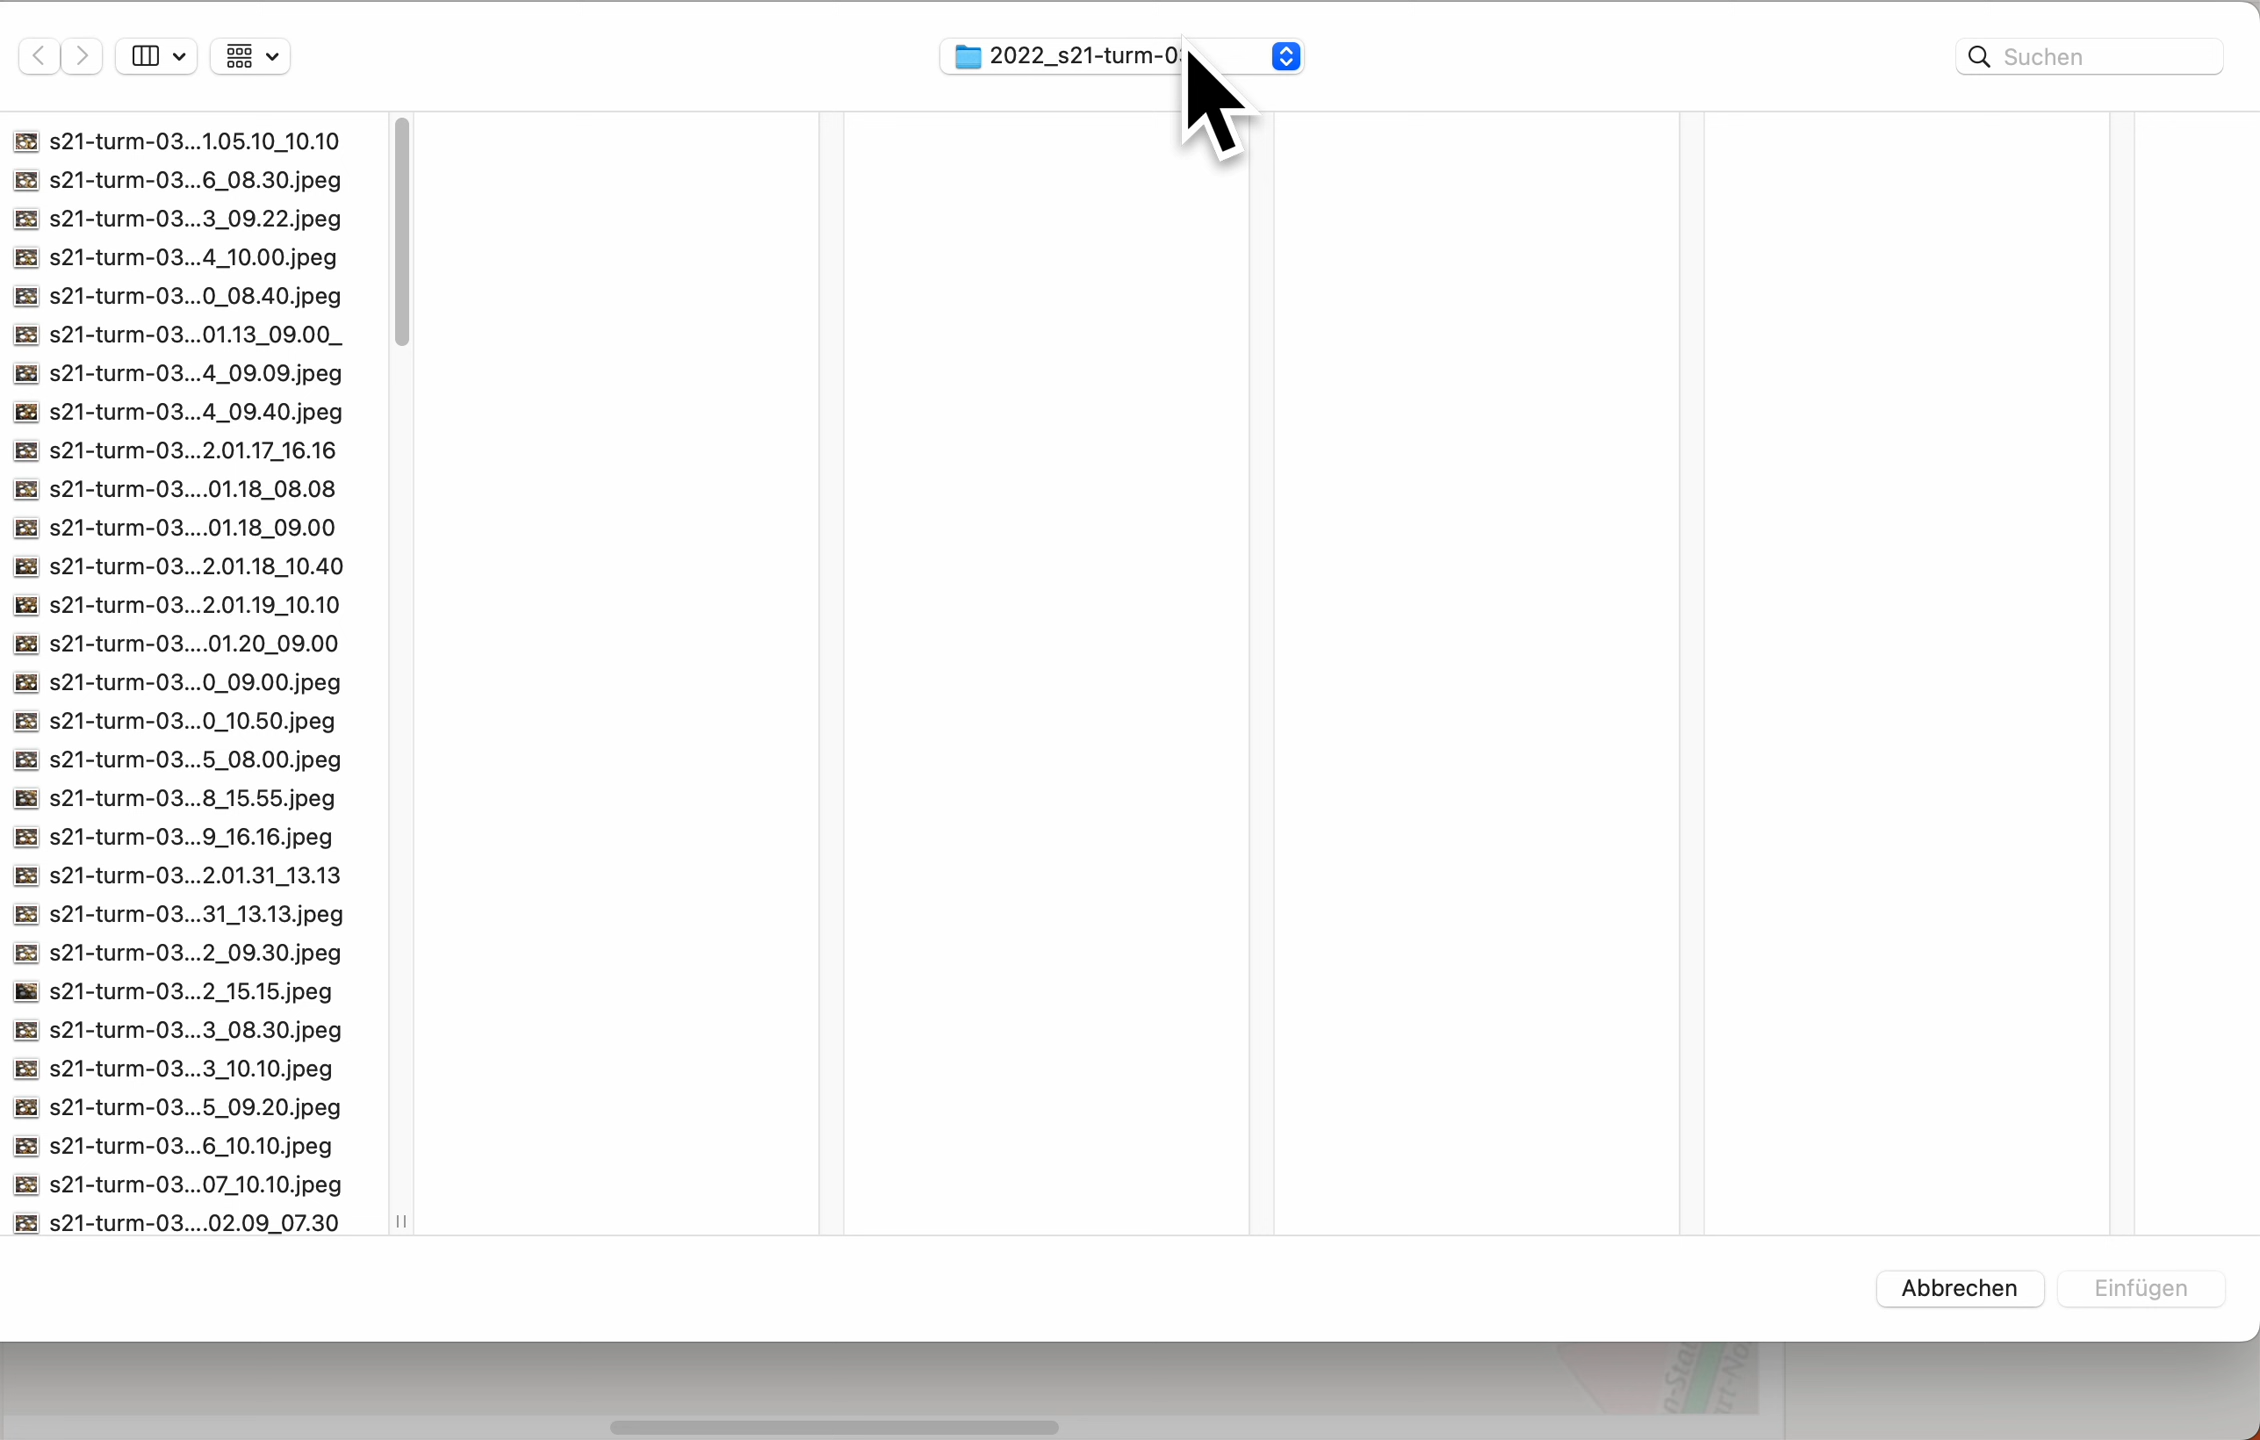 2022_s21-turm-03
Suchen
s21-turm-03...1.05.10_10.10
s21-turm-03...6_08.30.jpeg
s21-turm-03...3_09.22.jpeg
s21-turm-03...4_10.00.jpeg
s21-turm-03...0_08.40.jpeg
s21-turm-03...01.13_09.00_
s21-turm-03...4_09.09.jpeg
s21-turm-03...4_09.40.jpeg
s21-turm-03...2.01.17_16.16
s21-turm-03....01.18_08.08
s21-turm-03....01.18_09.00
s21-turm-03...2.01.18_10.40
s21-turm-03...2.01.19_10.10
s21-turm-03....01.20_09.00
s21-turm-03...0_09.00.jpeg
s21-turm-03...0_10.50.jpeg
s21-turm-03...5_08.00.jpeg
s21-turm-03...8_15.55.jpeg
s21-turm-03...9_16.16.jpeg
s21-turm-03...2.01.31_13.13
s21-turm-03...31_13.13.jpeg
s21-turm-03...2_09.30.jpeg
s21-turm-03...2_15.15.jpeg
s21-turm-03...3_08.30.jpeg
s21-turm-03...3_10.10.jpeg
s21-turm-03...5_09.20.jpeg
s21-turm-03...6_10.10.jpeg
s21-turm-03...07_10.10.jpeg
s21-turm-03....02.09_07.30
Abbrechen
Einfügen